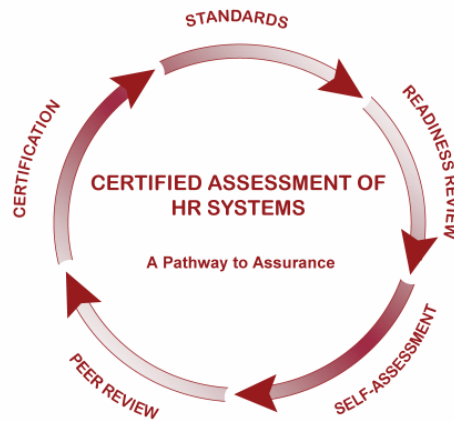 STANDARDS
READINESS REVIEW
CERTIFICATION
CERTIFIED ASSESSMENT OF
HR SYSTEMS
A Pathway to Assurance
SELF-ASSESSMENT
PEER REVIEW